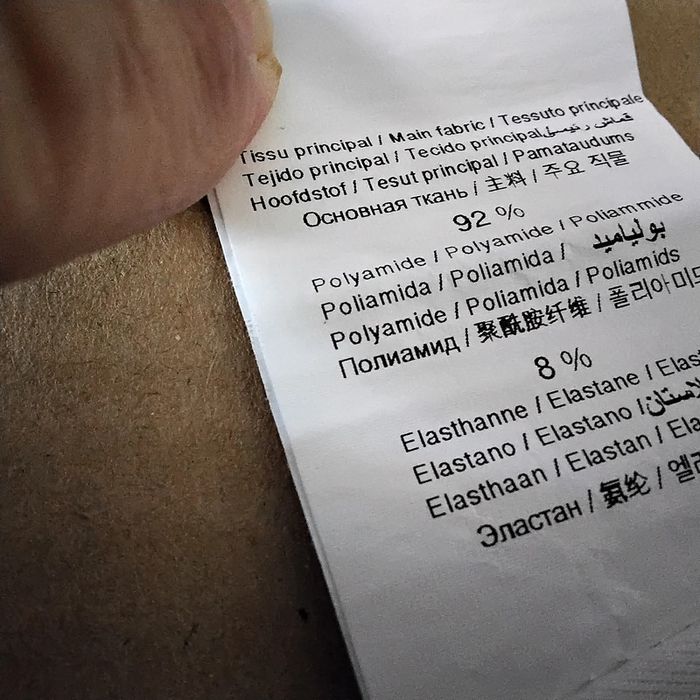 Tissu principal / Main fabric / Tessuto principale
Tejido principal / Tecido principal/قماش رئيسي
Hoofdstof / Tesut principal / Pamataudums
Основная ткань / 主料 / 주요 직물
92 %
Polyamide / Polyamide / Poliammide
Poliamida / Poliamida / بولياميد
Polyamide / Poliamida / Poliamids
Полиамид / 聚酰胺纤维 / 폴리아미드
8 %
Elasthanne / Elastane / Elast
Elastano / Elastano /لاستان
Elasthaan / Elastan / Ela
Эластан / 氨纶 / 엘라